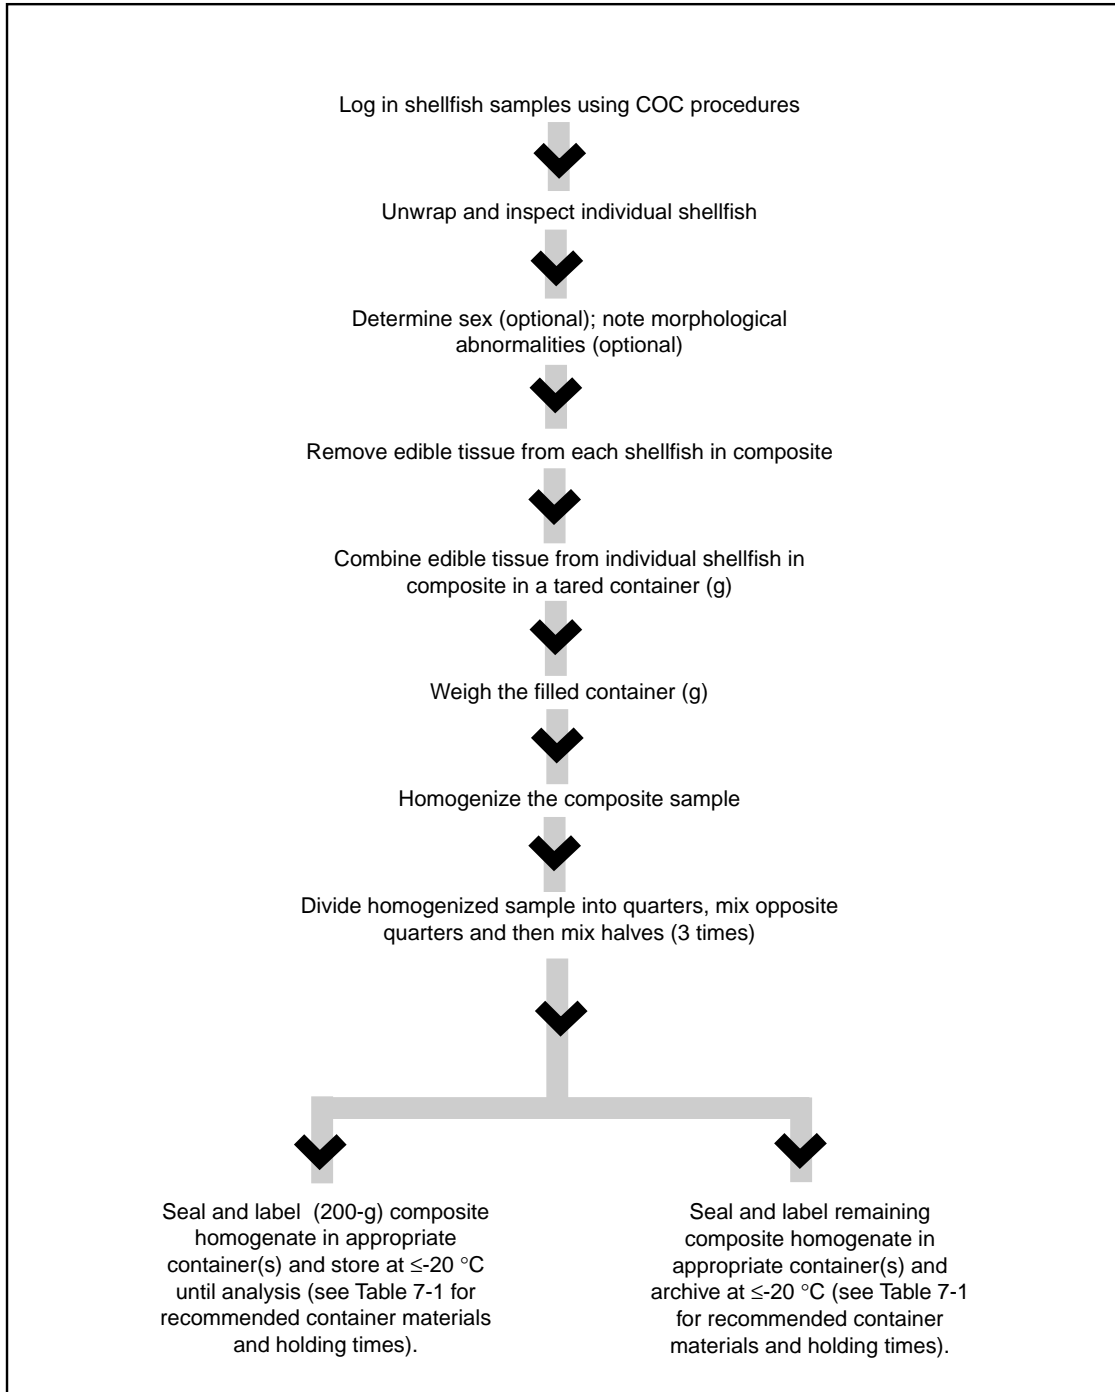 Log in shellfish samples using COC procedures
Unwrap and inspect individual shellfish
Determine sex (optional); note morphological
abnormalities (optional)
Remove edible tissue from each shellfish in composite
Combine edible tissue from individual shellfish in
composite in a tared container (g)
Weigh the filled container (g)
Homogenize the composite sample
Divide homogenized sample into quarters, mix opposite
quarters and then mix halves (3 times)
Seal and label (200-g) composite
homogenate in appropriate
container(s) and store at ≤-20 °C
until analysis (see Table 7-1 for
recommended container materials
and holding times).
Seal and label remaining
composite homogenate in
appropriate container(s) and
archive at ≤-20 °C (see Table 7-1
for recommended container
materials and holding times).